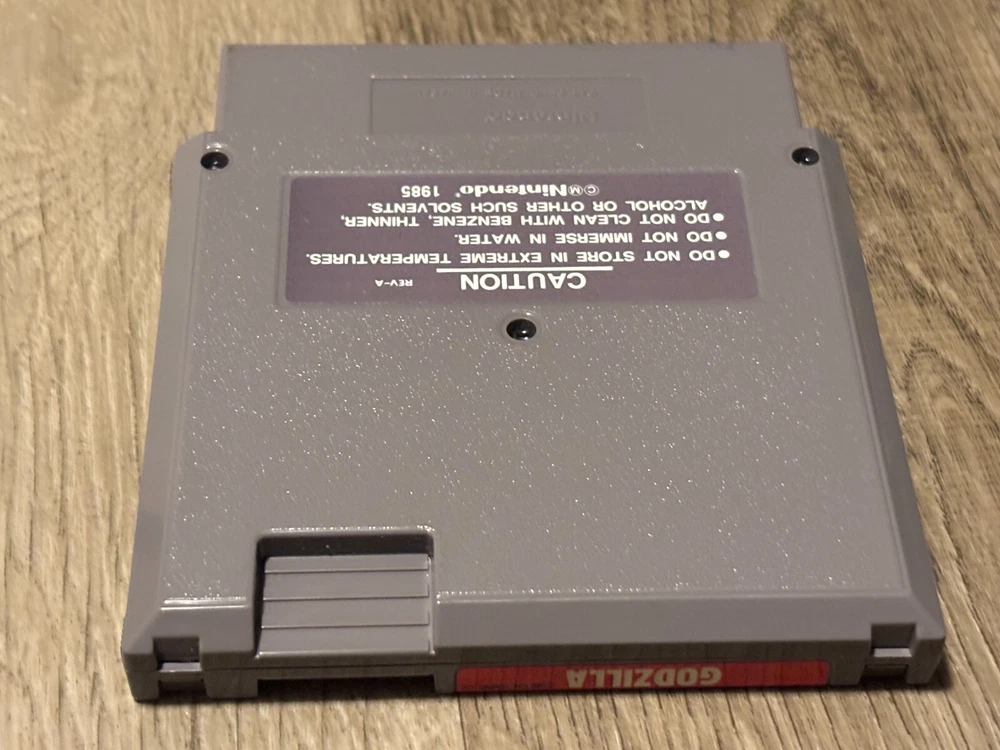 CAUTION REV-A
● DO NOT STORE IN EXTREME TEMPERATURES.
● DO NOT IMMERSE IN WATER.
● DO NOT CLEAN WITH BENZENE, THINNER,
ALCOHOL OR OTHER SUCH SOLVENTS.
©Ⓜ Nintendo® 1985
GODZILLA